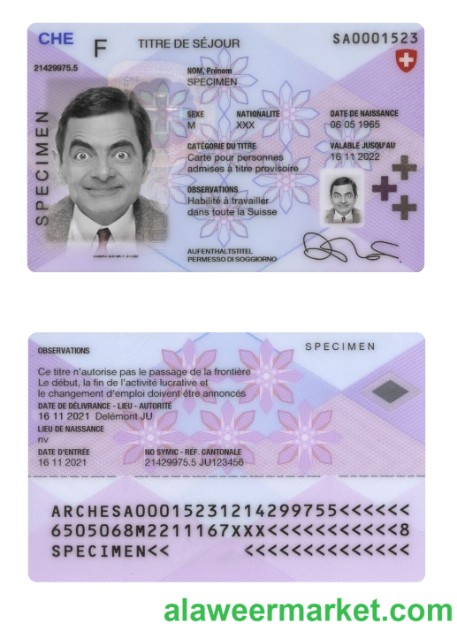 CHE
F
TITRE DE SÉJOUR
SA0001523
21429975.5
NOM, Prénom
SPECIMEN
SEXE NATIONALITÉ DATE DE NAISSANCE
M XXX 06 05 1965
CATÉGORIE DU TITRE VALABLE JUSQU'AU
Carte pour personnes 16 11 2022
admises à titre provisoire
OBSERVATIONS
Habilité à travailler
dans toute la Suisse
AUFENTHALTSTITEL
PERMESSO DI SOGGIORNO
SPECIMEN
SPECIMEN
OBSERVATIONS
Ce titre n'autorise pas le passage de la frontière
Le début, la fin de l'activité lucrative et
le changement d'emploi doivent être annoncés
DATE DE DÉLIVRANCE - LIEU - AUTORITÉ
16 11 2021 Delémont JU
LIEU DE NAISSANCE
nv
DATE D'ENTRÉE NO SYMIC - RÉF. CANTONALE
16 11 2021 21429975.5 JU123456
ARCHESA00015231214299755<<<<<<
6505068M2211167XXX<<<<<<<<<<<8
SPECIMEN<< <<<<<<<<<<<<<<
alaweermarket.com